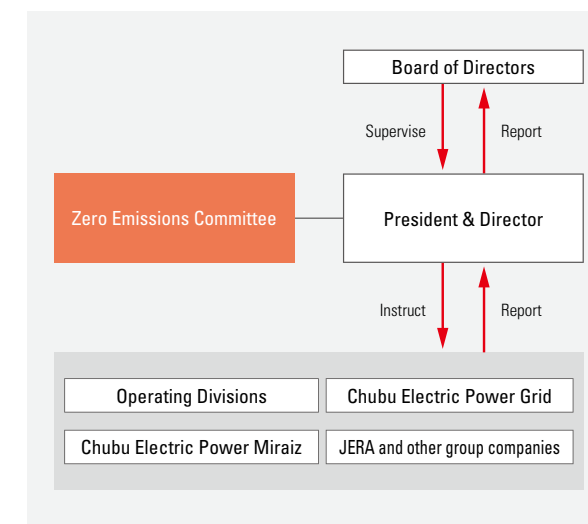 Board of Directors
Supervise
Report
Zero Emissions Committee
President & Director
Instruct
Report
Operating Divisions
Chubu Electric Power Grid
Chubu Electric Power Miraiz
JERA and other group companies